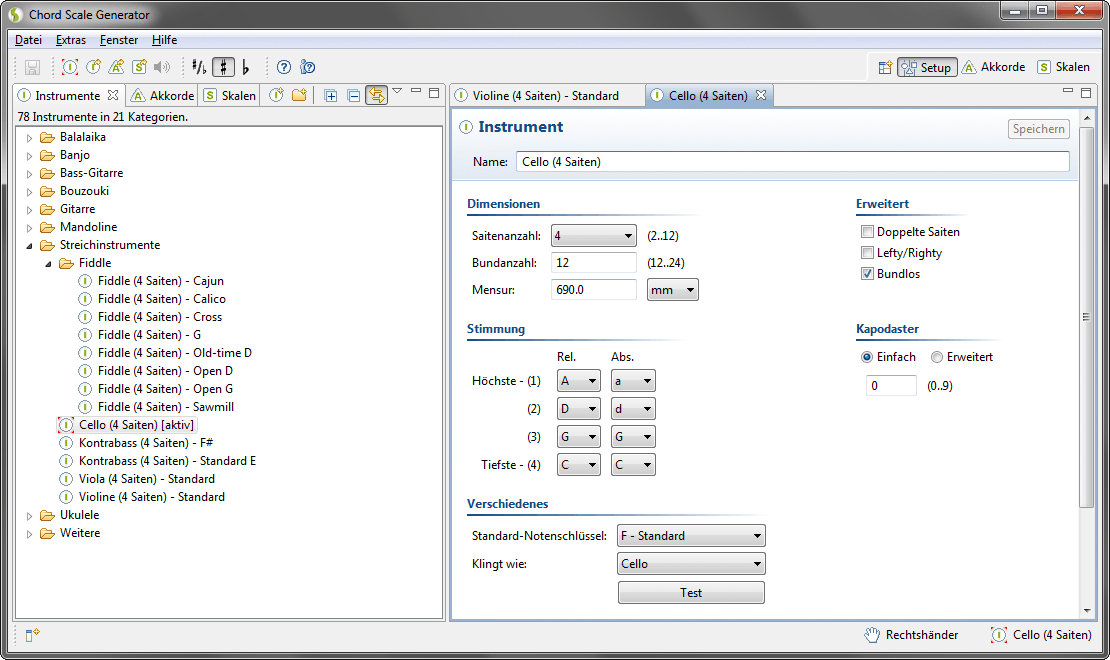 Chord Scale Generator
Datei Extras Fenster Hilfe
Setup Akkorde Skalen
Instrumente Akkorde Skalen
78 Instrumente in 21 Kategorien.
Balalaika
Banjo
Bass-Gitarre
Bouzouki
Gitarre
Mandoline
Streichinstrumente
Fiddle
Fiddle (4 Saiten) - Cajun
Fiddle (4 Saiten) - Calico
Fiddle (4 Saiten) - Cross
Fiddle (4 Saiten) - G
Fiddle (4 Saiten) - Old-time D
Fiddle (4 Saiten) - Open D
Fiddle (4 Saiten) - Open G
Fiddle (4 Saiten) - Sawmill
Cello (4 Saiten) [aktiv]
Kontrabass (4 Saiten) - F#
Kontrabass (4 Saiten) - Standard E
Viola (4 Saiten) - Standard
Violine (4 Saiten) - Standard
Ukulele
Weitere
Violine (4 Saiten) - Standard Cello (4 Saiten)
Instrument Speichern
Name: Cello (4 Saiten)
Dimensionen
Saitenanzahl: 4 (2..12)
Bundanzahl: 12 (12..24)
Mensur: 690.0 mm
Erweitert
Doppelte Saiten
Lefty/Righty
Bundlos
Stimmung
Rel. Abs.
Höchste - (1) A a
(2) D d
(3) G G
Tiefste - (4) C C
Kapodaster
Einfach Erweitert
0 (0..9)
Verschiedenes
Standard-Notenschlüssel: F - Standard
Klingt wie: Cello
Test
Rechtshänder Cello (4 Saiten)